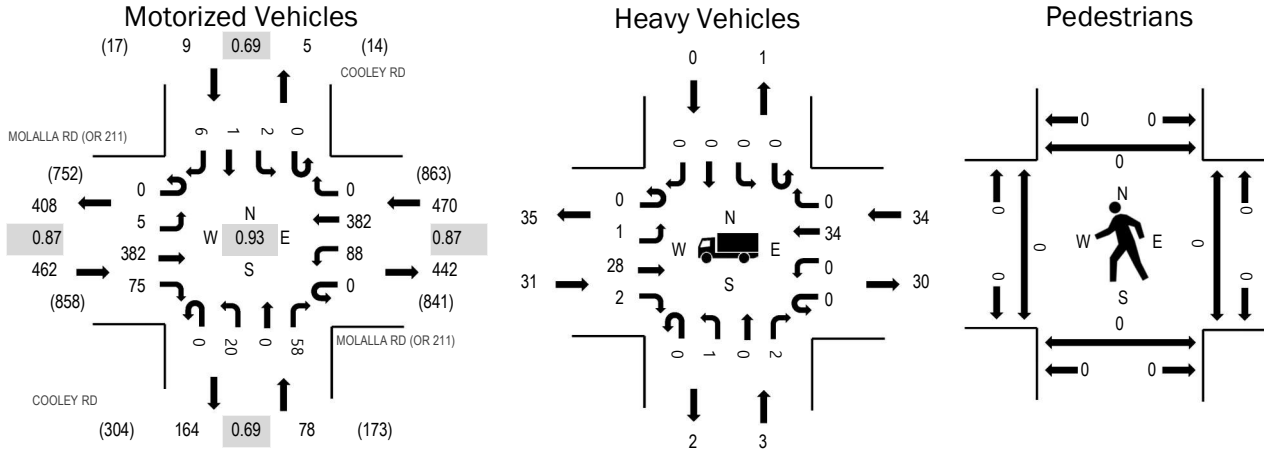 Motorized Vehicles
(17) 9 0.69 5 (14)
COOLEY RD
MOLALLA RD (OR 211)
6 1 2 0
(752) 0 0 (863)
408 470
5 N 382
0.87 W 0.93 E 0.87
382 S 88
462 442
75 0
(858) (841)
0 20 0 58
MOLALLA RD (OR 211)
COOLEY RD
(304) 164 0.69 78 (173)
Heavy Vehicles
0 1
0 0 0 0
0 0
35 34
1 N 34
W E
28 S 0
31 30
2 0
0 1 0 2
2 3
Pedestrians
0 0
0
N
0 0
W E
0 0
S
0 0
0
0 0